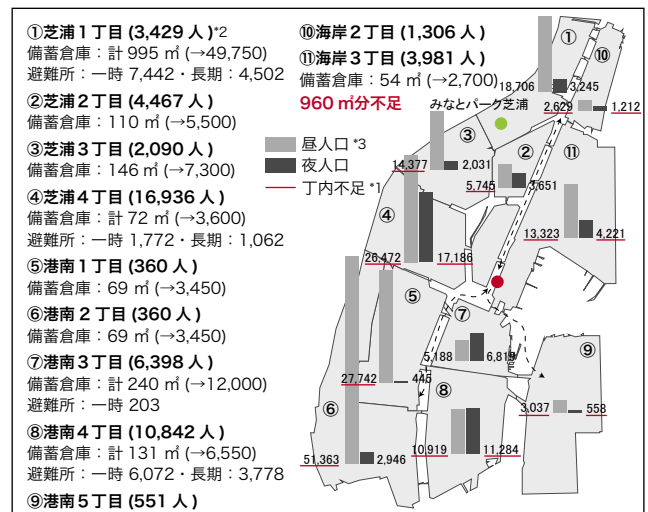 ①芝浦1丁目 (3,429 人 )*2
備蓄倉庫：計 995 ㎡ (→49,750)
避難所：一時 7,442・長期：4,502
②芝浦2丁目 (4,467 人 )
備蓄倉庫：110 ㎡ (→5,500)
③芝浦3丁目 (2,090 人 )
備蓄倉庫：146 ㎡ (→7,300)
④芝浦4丁目 (16,936 人 )
備蓄倉庫：計 72 ㎡ (→3,600)
避難所：一時 1,772・長期：1,062
⑤港南1丁目 (360 人 )
備蓄倉庫：69 ㎡ (→3,450)
⑥港南2丁目 (360 人 )
備蓄倉庫：69 ㎡ (→3,450)
⑦港南3丁目 (6,398 人 )
備蓄倉庫：計 240 ㎡ (→12,000)
避難所：一時 203
⑧港南4丁目 (10,842 人 )
備蓄倉庫：計 131 ㎡ (→6,550)
避難所：一時 6,072・長期：3,778
⑨港南5丁目 (551 人 )
⑩海岸2丁目 (1,306 人 )
⑪海岸3丁目 (3,981 人 )
備蓄倉庫：54 ㎡ (→2,700)
960 ㎡分不足
昼人口 *3
夜人口
丁内不足 *1
みなとパーク芝浦
①
⑩
18,706
3,245
2,629
1,212
③
②
⑪
14,377
2,031
5,745
3,651
④
13,323
4,221
26,472
17,186
⑤
⑦
5,188
6,819
⑨
27,742
445
⑥
⑧
3,037
558
51,363
2,946
10,919
11,284